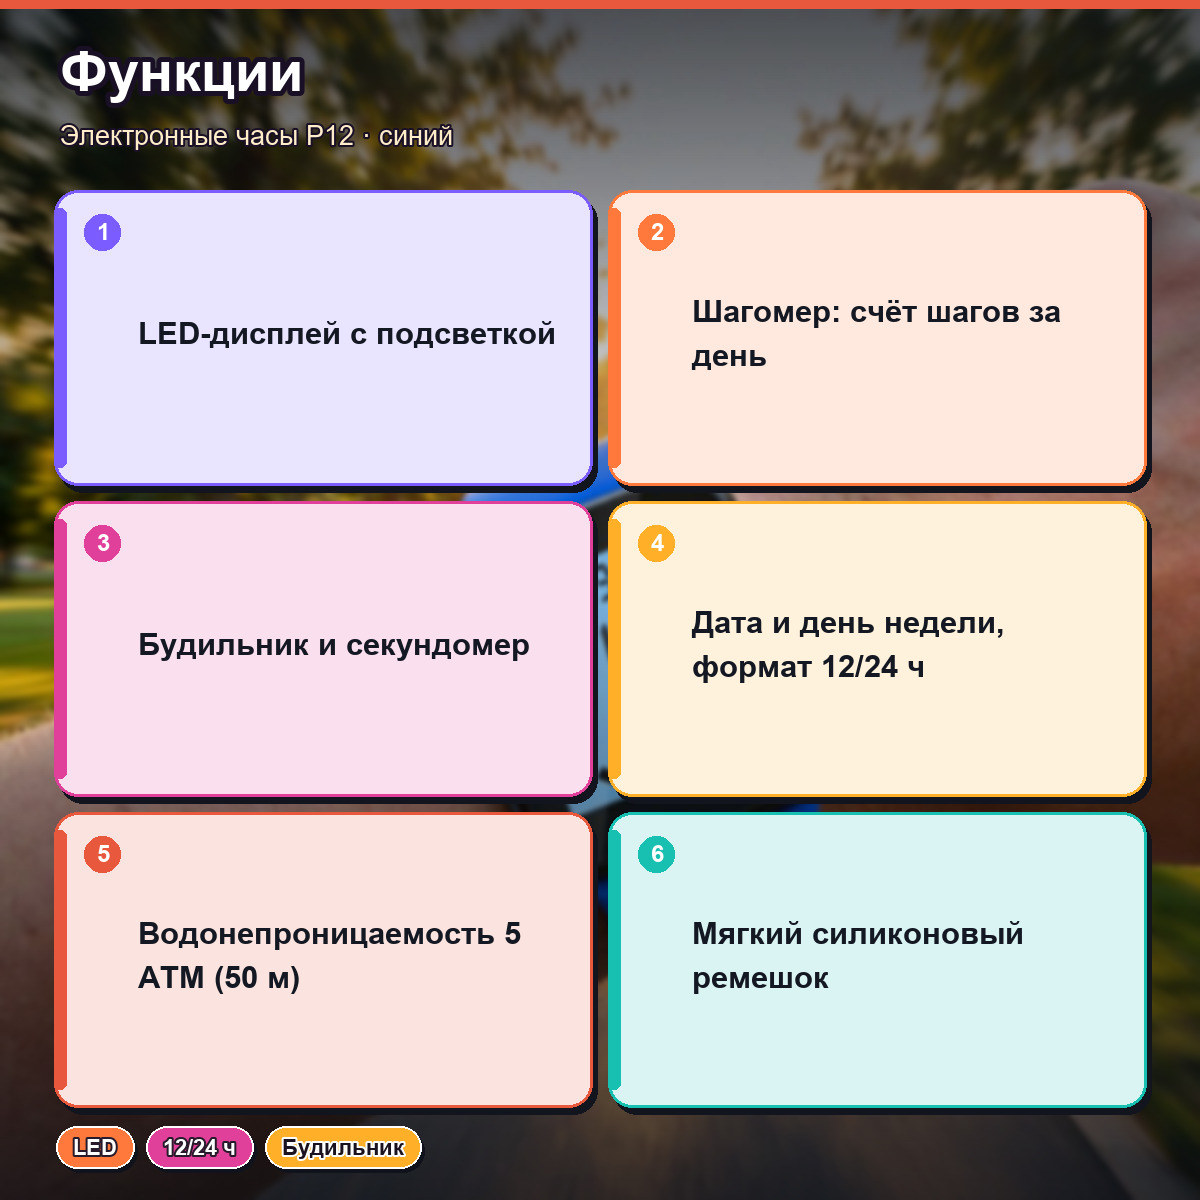 Функции
Электронные часы P12 · синий
1
LED-дисплей с подсветкой
2
Шагомер: счёт шагов за
день
3
Будильник и секундомер
4
Дата и день недели,
формат 12/24 ч
5
Водонепроницаемость 5
ATM (50 м)
6
Мягкий силиконовый
ремешок
LED
12/24 ч
Будильник